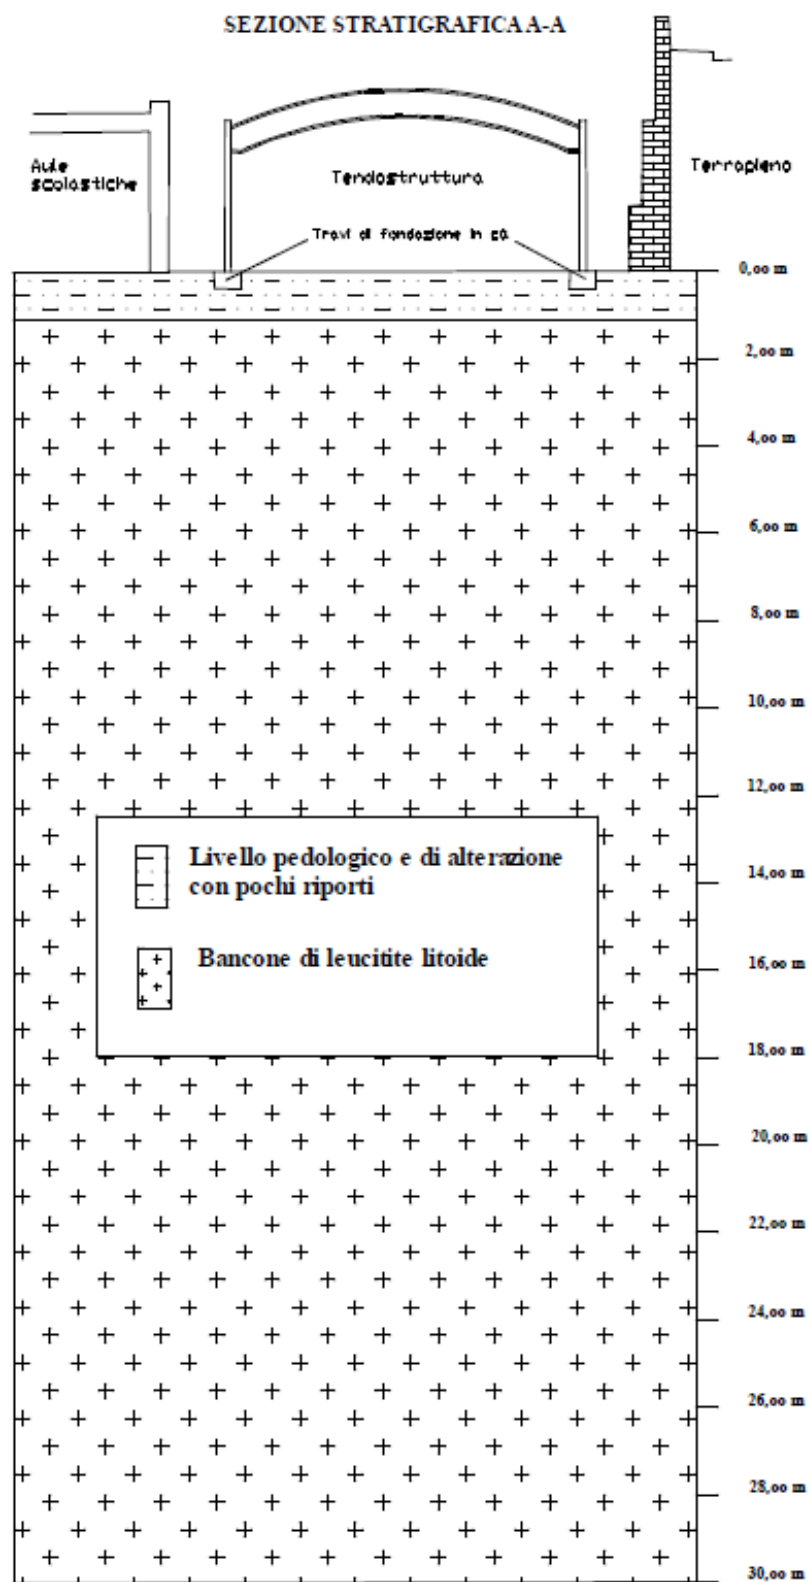 SEZIONE STRATIGRAFICA A-A
Aule
scolastiche
Tendostruttura
Terrapieno
Travi di fondazione in ca
0,00 m
2,00 m
4,00 m
6,00 m
8,00 m
10,00 m
12,00 m
Livello pedologico e di alterazione
con pochi riporti
14,00 m
Bancone di leucitite litoide
16,00 m
18,00 m
20,00 m
22,00 m
24,00 m
26,00 m
28,00 m
30,00 m